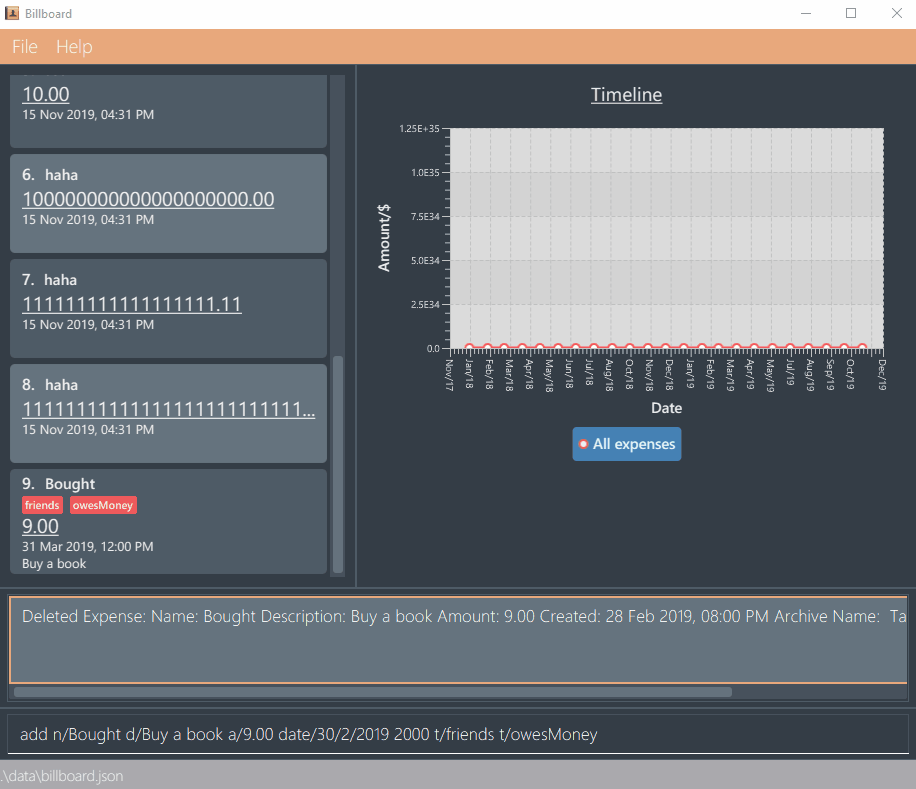 Billboard
File Help
10.00
15 Nov 2019, 04:31 PM
6. haha
100000000000000000000.00
15 Nov 2019, 04:31 PM
7. haha
1111111111111111111.11
15 Nov 2019, 04:31 PM
8. haha
15 Nov 2019, 04:31 PM
9. Bought
friends owesMoney
9.00
31 Mar 2019, 12:00 PM
Buy a book
Timeline
Amount/$
1.25E+35
1.0E35
7.5E34
5.0E34
2.5E34
0.0
Nov/17 Jan/18 Feb/18 Mar/18 Apr/18 May/18 Jun/18 Jul/18 Aug/18 Oct/18 Nov/18 Dec/18 Jan/19 Feb/19 Mar/19 Apr/19 May/19 Jul/19 Aug/19 Sep/19 Oct/19 Dec/19
Date
All expenses
Deleted Expense: Name: Bought Description: Buy a book Amount: 9.00 Created: 28 Feb 2019, 08:00 PM Archive Name: Ta
add n/Bought d/Buy a book a/9.00 date/30/2/2019 2000 t/friends t/owesMoney
.\data\billboard.json